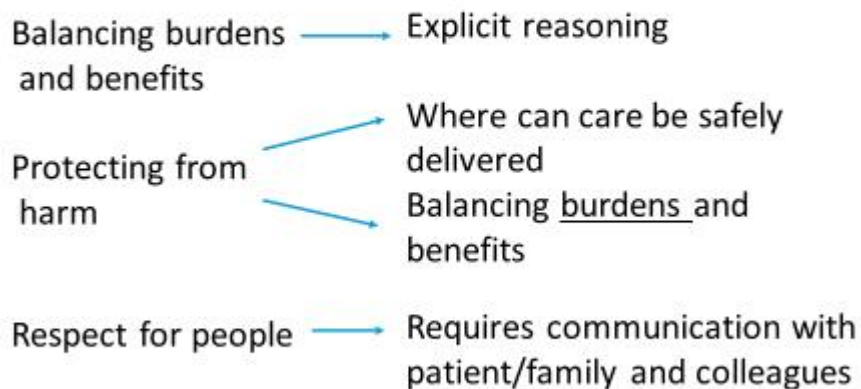 Balancing burdens
and benefits
Explicit reasoning
Protecting from
harm
Where can care be safely
delivered
Balancing burdens and
benefits
Respect for people
Requires communication with
patient/family and colleagues